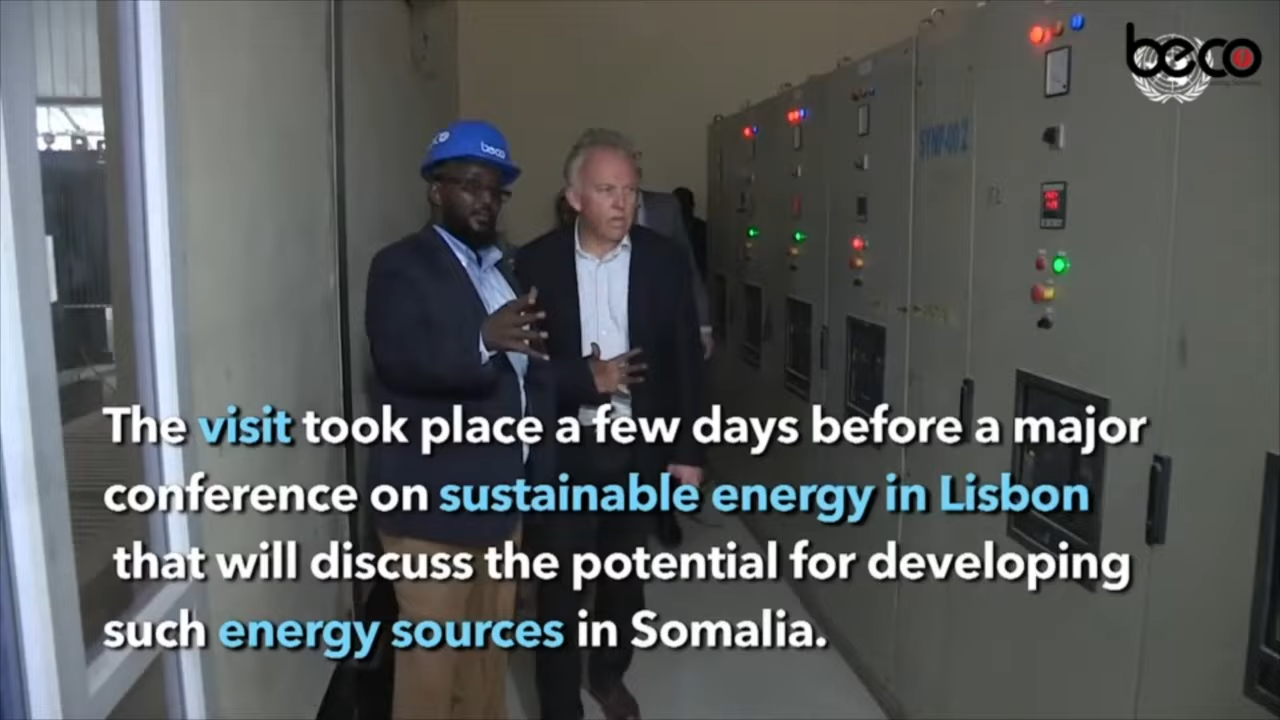 beco
beco
SYNP402
The visit took place a few days before a major
conference on sustainable energy in Lisbon
that will discuss the potential for developing
such energy sources in Somalia.